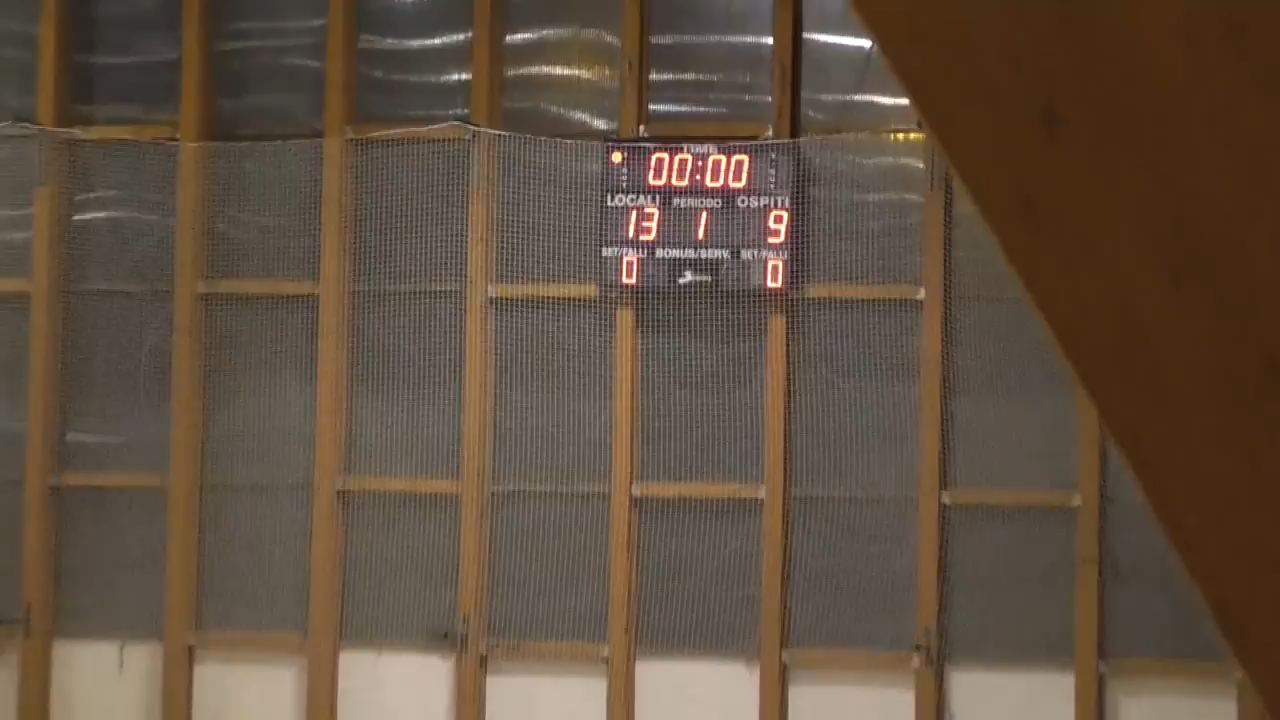 TIME
00:00
LOCALI PERIODO OSPITI
13 1 9
SET/FALLI BONUS/SERV. SET/FALLI
0 0